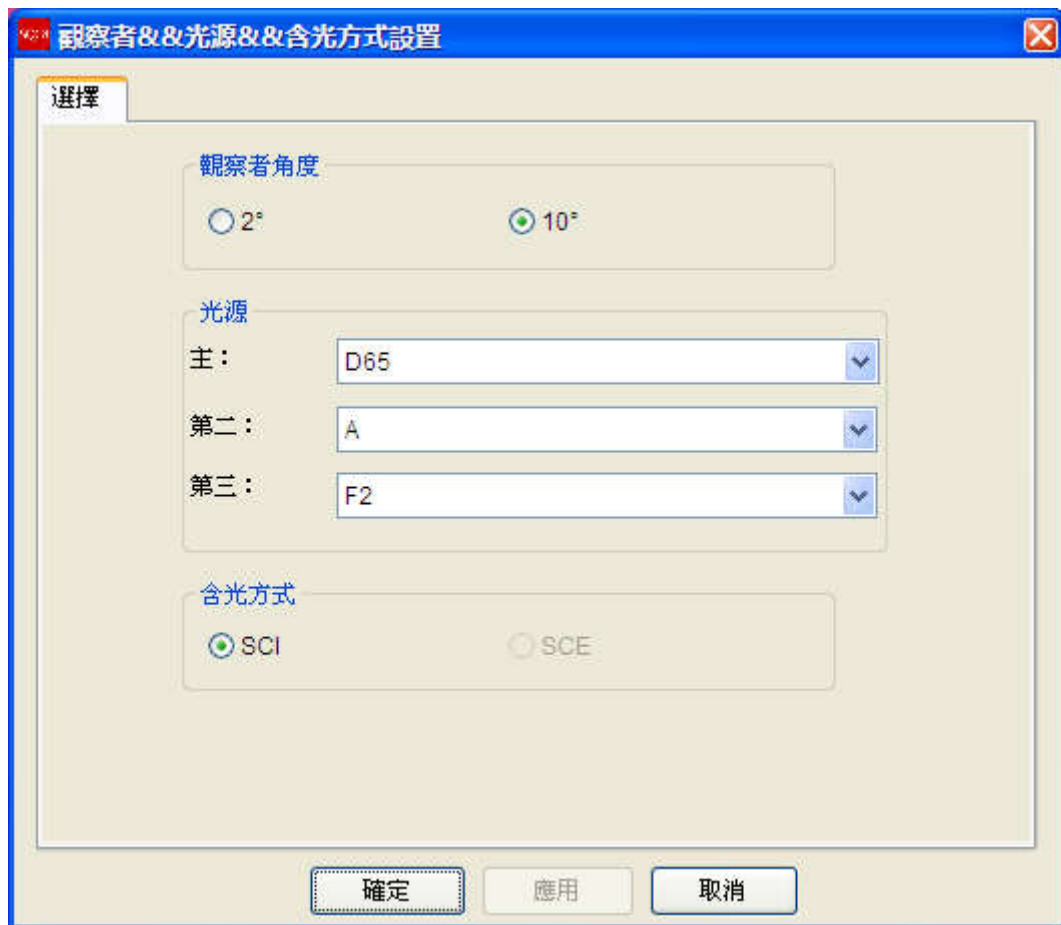 觀察者&&光源&&含光方式設置
選擇
觀察者角度
2° 10°
光源
主： D65
第二： A
第三： F2
含光方式
SCI SCE
確定 應用 取消